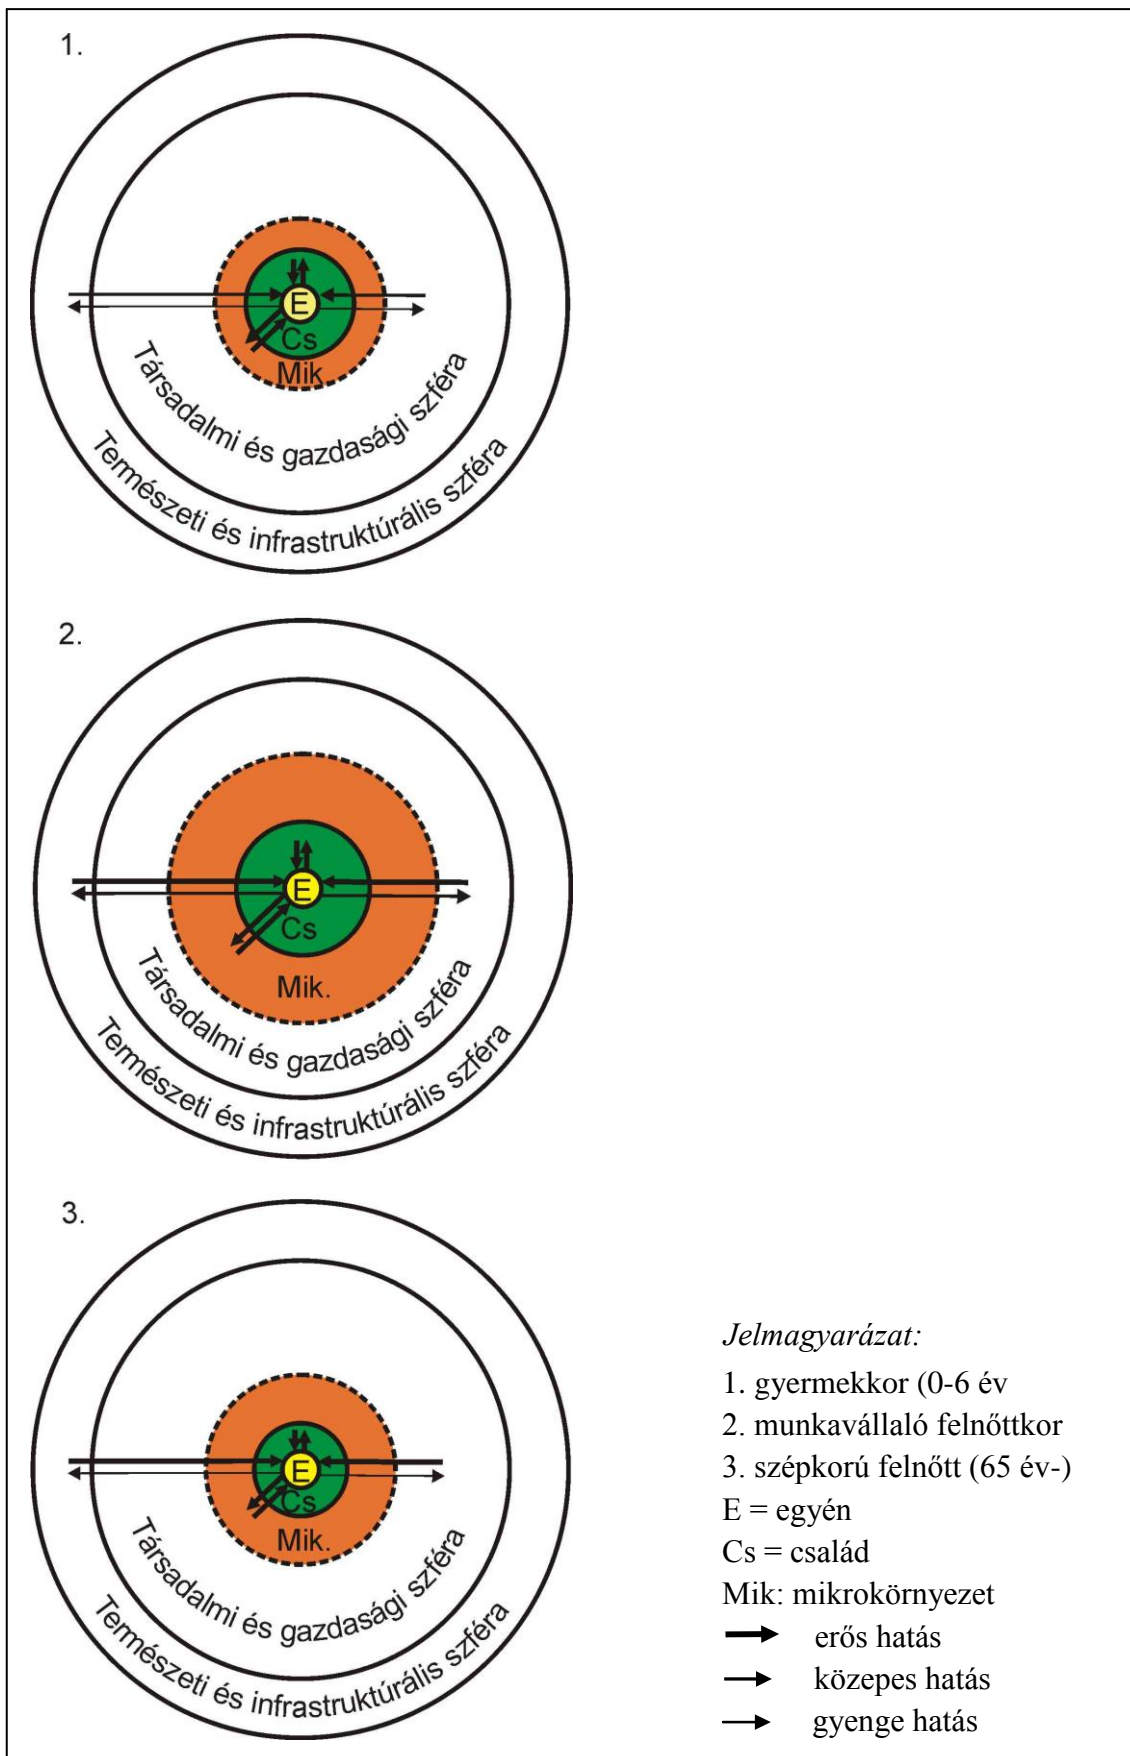 1.
E
Cs
Mik
Társadalmi és gazdasági szféra
Természeti és infrastruktúrális szféra
2.
E
Cs
Mik.
Társadalmi és gazdasági szféra
Természeti és infrastruktúrális szféra
3.
E
Cs
Mik.
Társadalmi és gazdasági szféra
Természeti és infrastruktúrális szféra
Jelmagyarázat:
1. gyermekkor (0-6 év
2. munkavállaló felnőttkor
3. szépkorú felnőtt (65 év-)
E = egyén
Cs = család
Mik: mikrokörnyezet
erős hatás
közepes hatás
gyenge hatás